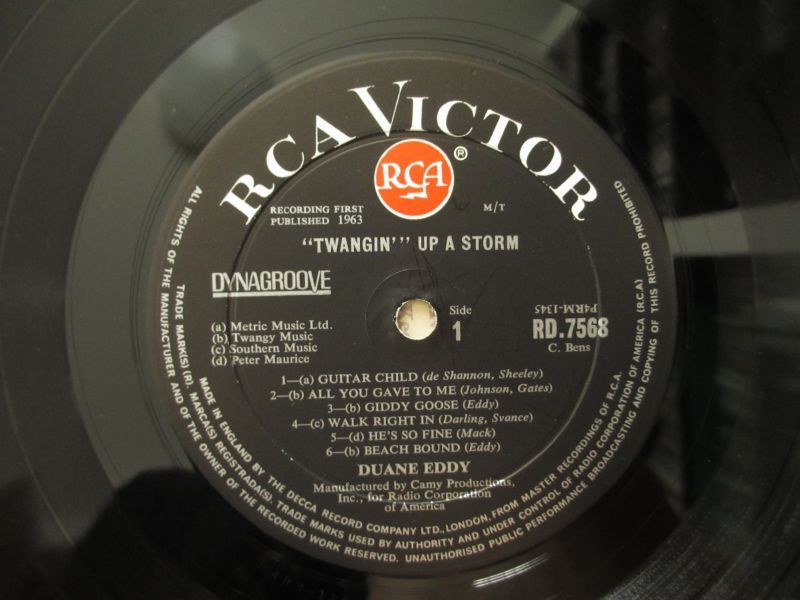 RCA VICTOR
RCA ®
RECORDING FIRST
PUBLISHED 1963
M/T
“TWANGIN’” UP A STORM
DYNAGROOVE
(a) Metric Music Ltd.
(b) Twangy Music
(c) Southern Music
(d) Peter Maurice
Side
1
P4RM-1345
RD.7568
C. Bens
1—(a) GUITAR CHILD (de Shannon, Sheeley)
2—(b) ALL YOU GAVE TO ME (Johnson, Gates)
3—(b) GIDDY GOOSE (Eddy)
4—(c) WALK RIGHT IN (Darling, Svance)
5—(d) HE'S SO FINE (Mack)
6—(b) BEACH BOUND (Eddy)
DUANE EDDY
Manufactured by Camy Productions,
Inc., for Radio Corporation
of America
ALL RIGHTS OF THE MANUFACTURER AND OF THE OWNER OF THE RECORDED WORK RESERVED. UNAUTHORISED PUBLIC PERFORMANCE BROADCASTING AND COPYING OF THIS RECORD PROHIBITED
TRADE MARK(S) (R). MARCA(S) REGISTRADA(S) TRADE MARKS USED BY AUTHORITY AND UNDER CONTROL OF RADIO CORPORATION OF AMERICA (R.C.A)
MADE IN ENGLAND BY THE DECCA RECORD COMPANY LTD., LONDON, FROM MASTER RECORDINGS OF R.C.A.